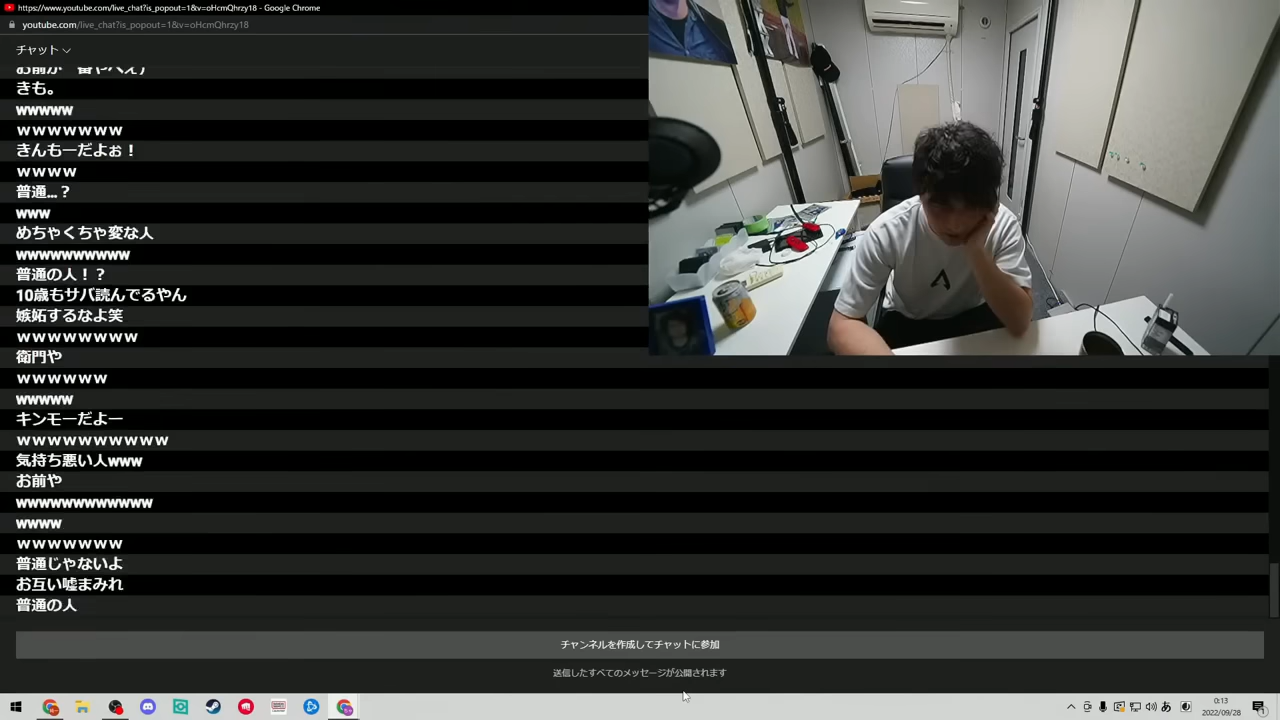 https://www.youtube.com/live_chat?is_popout=1&v=oHcmQhrzy18 - Google Chrome
youtube.com/live_chat?is_popout=1&v=oHcmQhrzy18
チャット
きも。
wwwww
ｗｗｗｗｗｗｗ
きんもーだよぉ！
ｗｗｗｗ
普通...？
www
めちゃくちゃ変な人
wwwwwwwwww
普通の人！？
10歳もサバ読んでるやん
嫉妬するなよ笑
ｗｗｗｗｗｗｗｗ
衛門や
ｗｗｗｗｗｗ
wwwww
キンモーだよー
ｗｗｗｗｗｗｗｗｗｗ
気持ち悪い人www
お前や
wwwwwwwwwwww
wwww
ｗｗｗｗｗｗｗ
普通じゃないよ
お互い嘘まみれ
普通の人
チャンネルを作成してチャットに参加
送信したすべてのメッセージが公開されます
0:13
2022/09/28